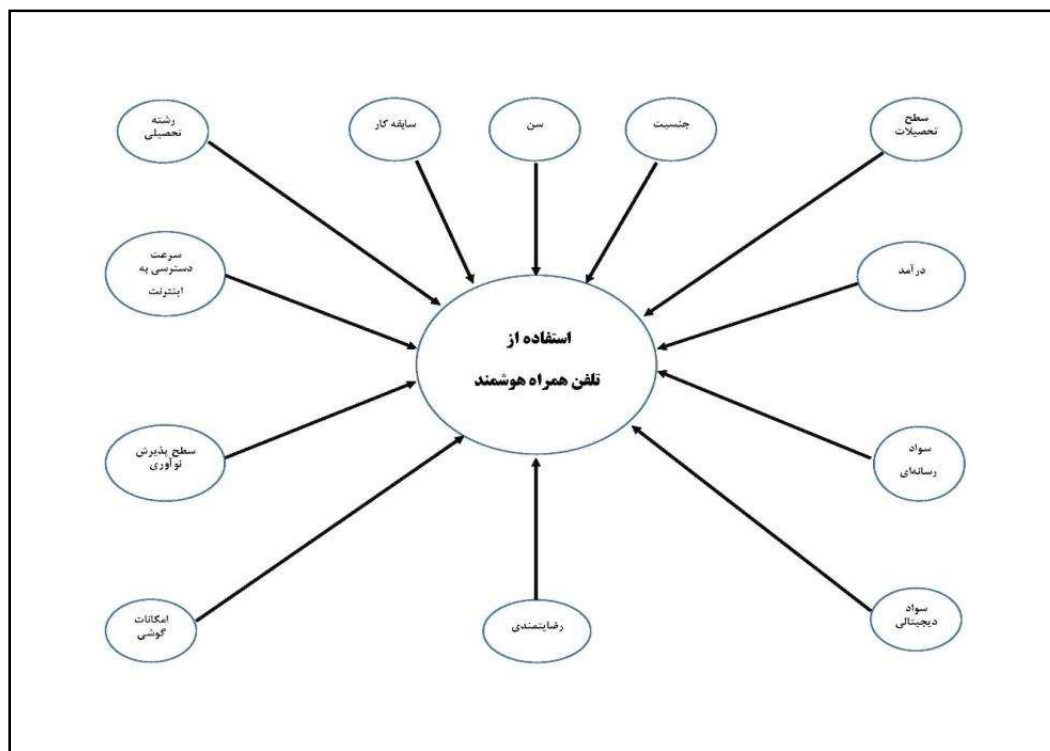 سطح
تحصیلات
جنسیت
سن
سابقه کار
رشته
تحصیلی
درآمد
سرعت
دسترسی به
اینترنت
استفاده از
تلفن همراه هوشمند
سواد
رسانه‌ای
سطح پذیرش
نوآوری
سواد
دیجیتالی
رضایتمندی
امکانات
گوشی